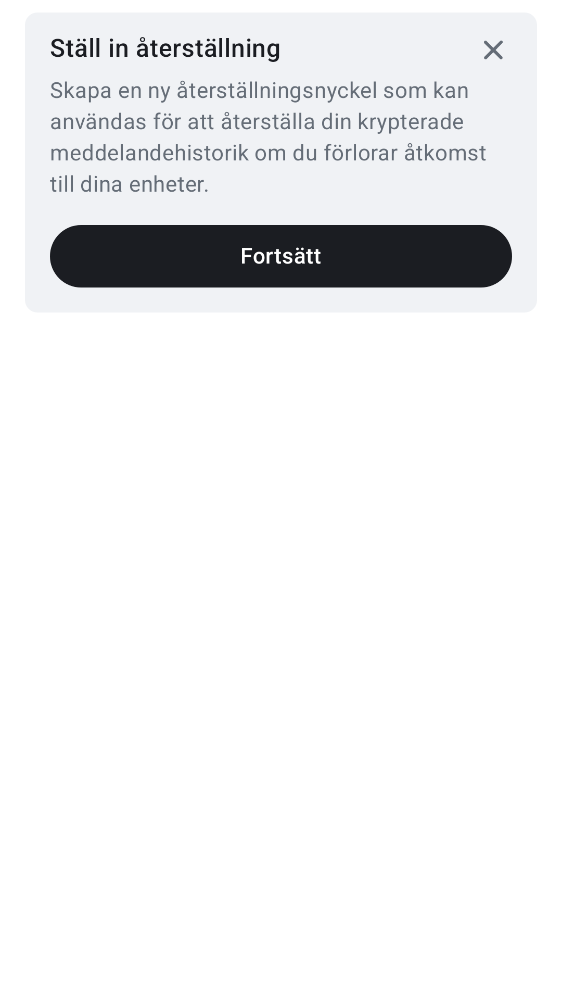 Ställ in återställning
Skapa en ny återställningsnyckel som kan
användas för att återställa din krypterade
meddelandehistorik om du förlorar åtkomst
till dina enheter.
Fortsätt